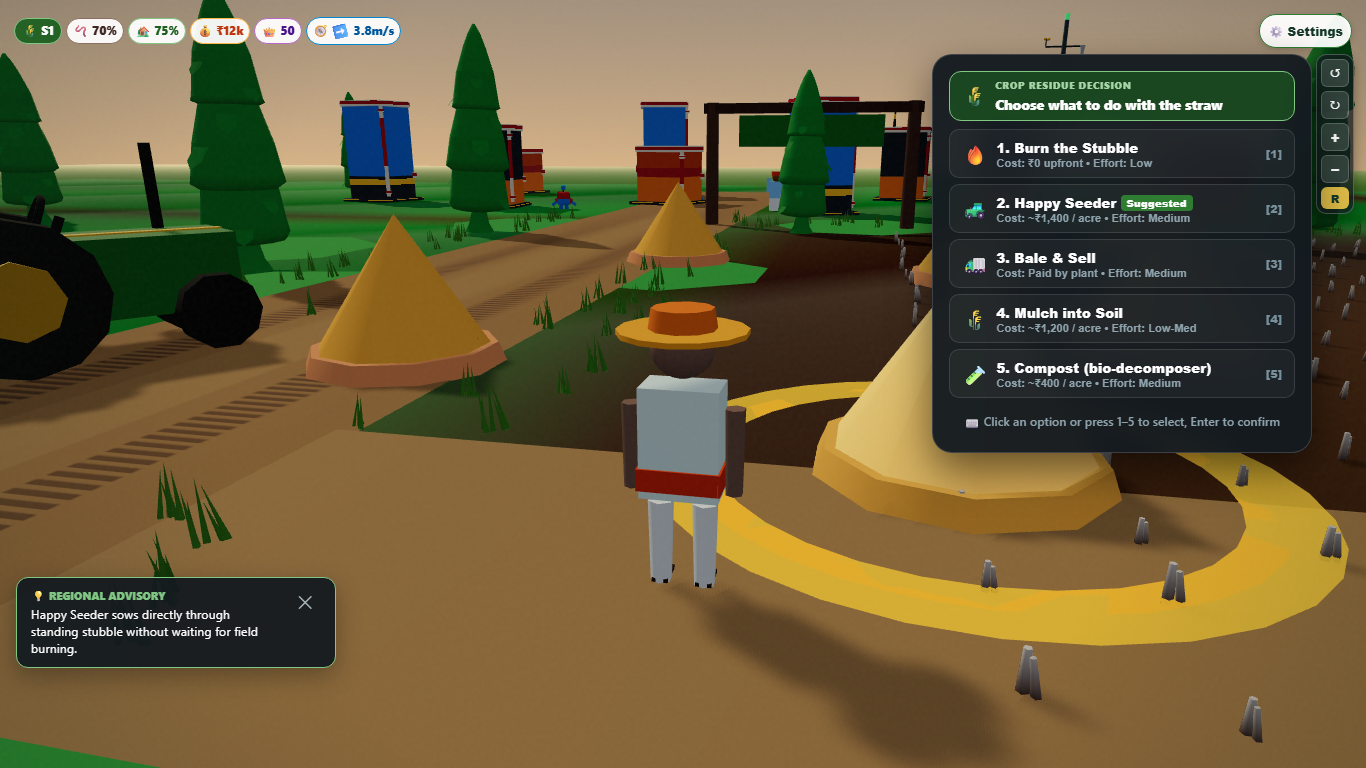 S1
70%
75%
₹12k
50
3.8m/s
Settings
CROP RESIDUE DECISION
Choose what to do with the straw
1. Burn the Stubble
Cost: ₹0 upfront • Effort: Low
[1]
2. Happy Seeder Suggested
Cost: ~₹1,400 / acre • Effort: Medium
[2]
3. Bale & Sell
Cost: Paid by plant • Effort: Medium
[3]
4. Mulch into Soil
Cost: ~₹1,200 / acre • Effort: Low-Med
[4]
5. Compost (bio-decomposer)
Cost: ~₹400 / acre • Effort: Medium
[5]
Click an option or press 1–5 to select, Enter to confirm
↺
↻
+
−
R
REGIONAL ADVISORY
Happy Seeder sows directly through
standing stubble without waiting for field
burning.